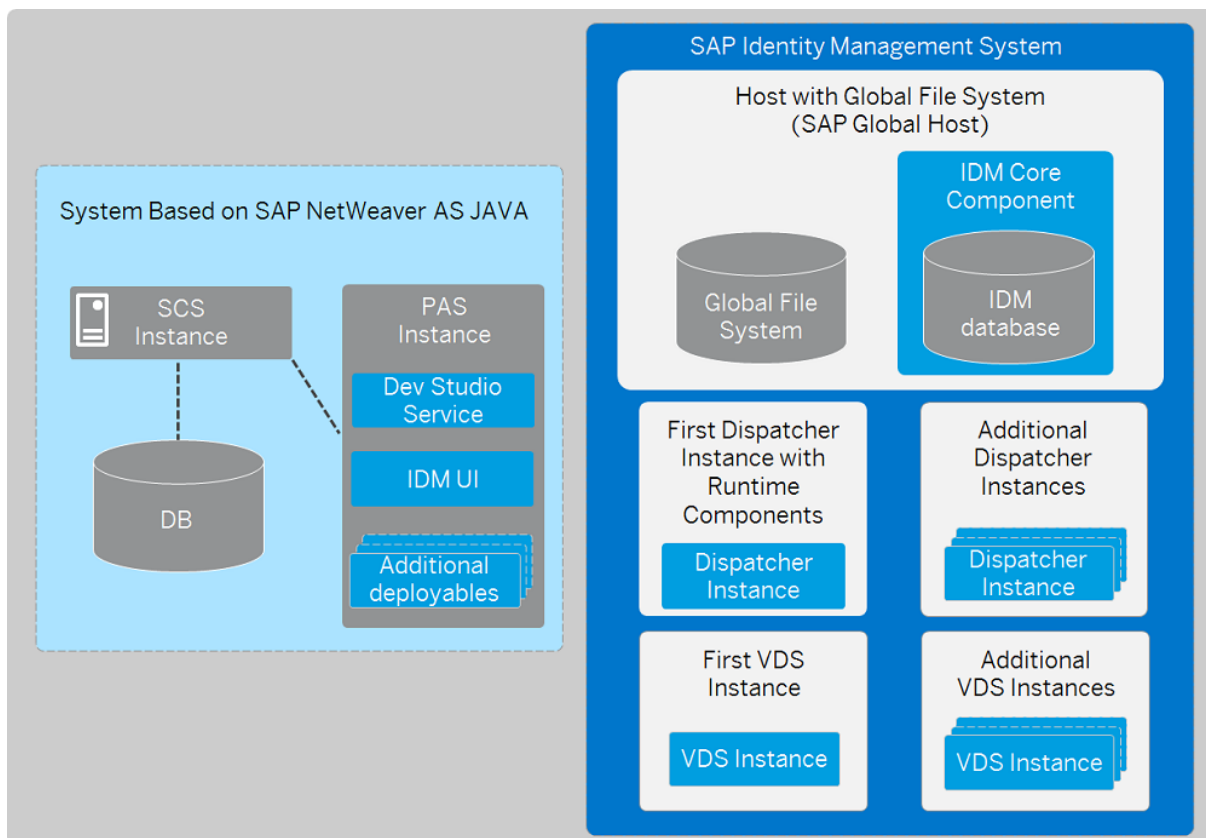 SAP Identity Management System
Host with Global File System
(SAP Global Host)
IDM Core
Component
Global File
System
IDM
database
System Based on SAP NetWeaver AS JAVA
SCS
Instance
PAS
Instance
Dev Studio
Service
IDM UI
Additional
deployables
DB
First Dispatcher
Instance with
Runtime
Components
Dispatcher
Instance
Additional
Dispatcher
Instances
Dispatcher
Instance
First VDS
Instance
VDS Instance
Additional
VDS Instances
VDS Instance